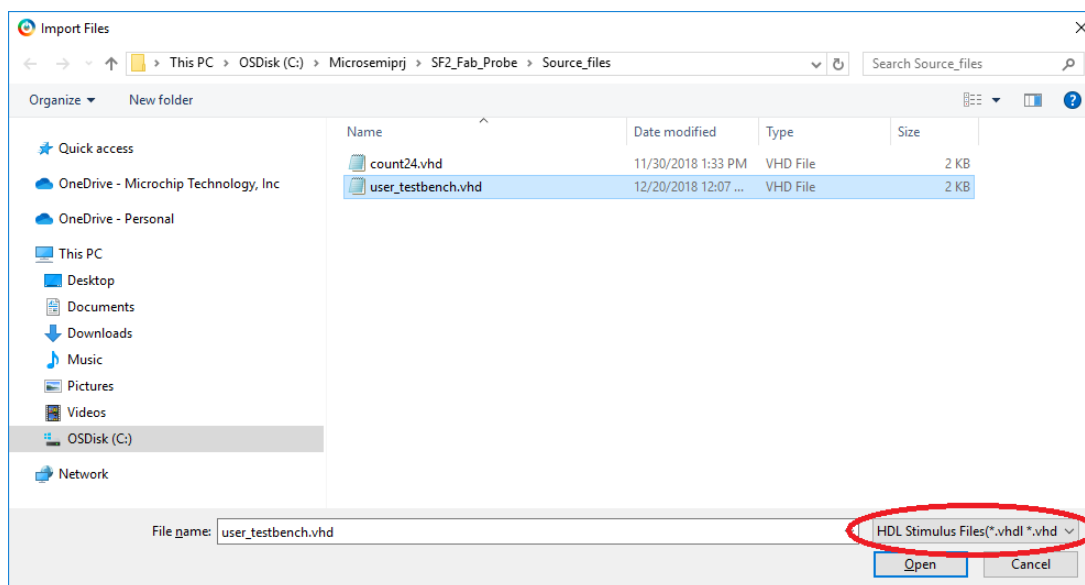 Import Files
This PC > OSDisk (C:) > Microsemiprj > SF2_Fab_Probe > Source_files
Search Source_files
Organize
New folder
Name Date modified Type Size
Quick access
OneDrive - Microchip Technology, Inc
OneDrive - Personal
This PC
Desktop
Documents
Downloads
Music
Pictures
Videos
OSDisk (C:)
Network
count24.vhd 11/30/2018 1:33 PM VHD File 2 KB
user_testbench.vhd 12/20/2018 12:07 ... VHD File 2 KB
File name: user_testbench.vhd
HDL Stimulus Files(*.vhdl *.vhd
Open Cancel